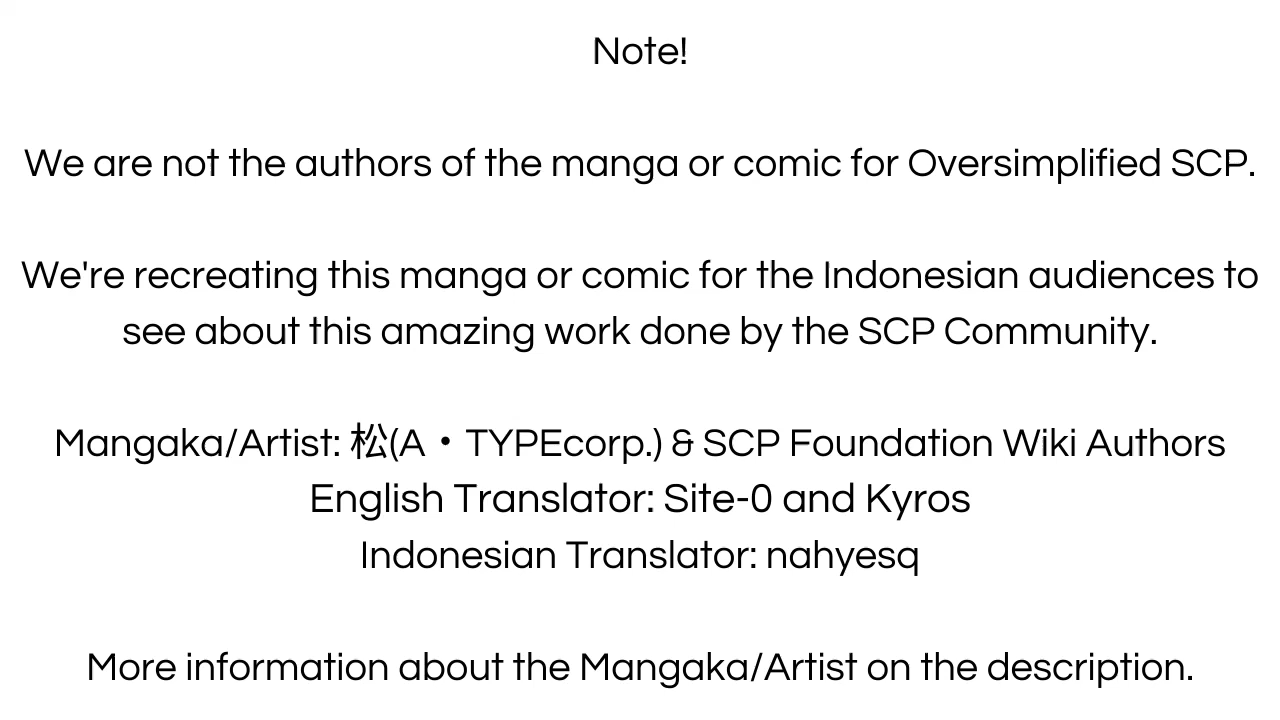 Note!
We are not the authors of the manga or comic for Oversimplified SCP.
We're recreating this manga or comic for the Indonesian audiences to
see about this amazing work done by the SCP Community.
Mangaka/Artist: 松(A・TYPEcorp.) & SCP Foundation Wiki Authors
English Translator: Site-0 and Kyros
Indonesian Translator: nahyesq
More information about the Mangaka/Artist on the description.